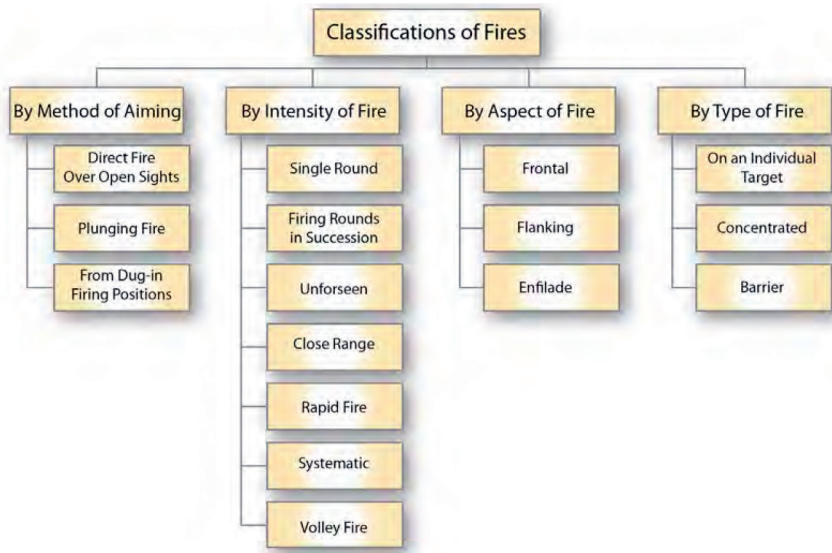 Classifications of Fires
By Method of Aiming
Direct Fire
Over Open Sights
Plunging Fire
From Dug-in
Firing Positions
By Intensity of Fire
Single Round
Firing Rounds
in Succession
Unforseen
Close Range
Rapid Fire
Systematic
Volley Fire
By Aspect of Fire
Frontal
Flanking
Enfilade
By Type of Fire
On an Individual
Target
Concentrated
Barrier